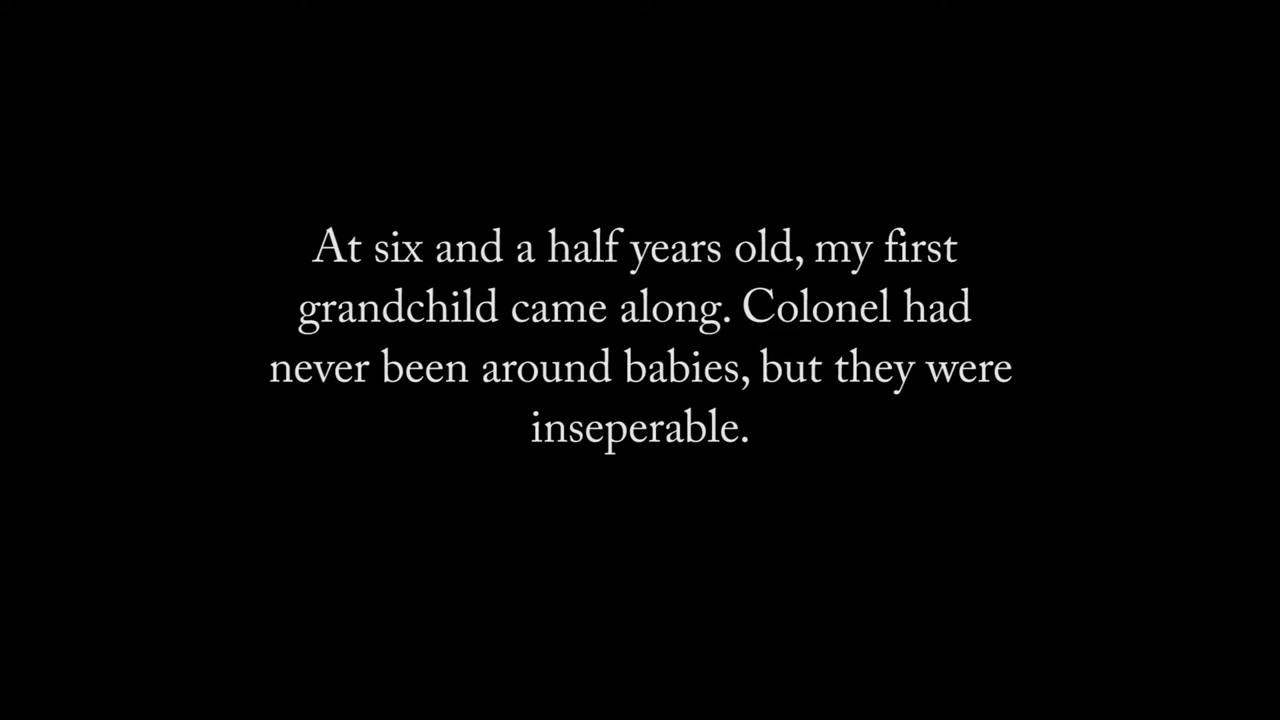 At six and a half years old, my first
grandchild came along. Colonel had
never been around babies, but they were
inseperable.